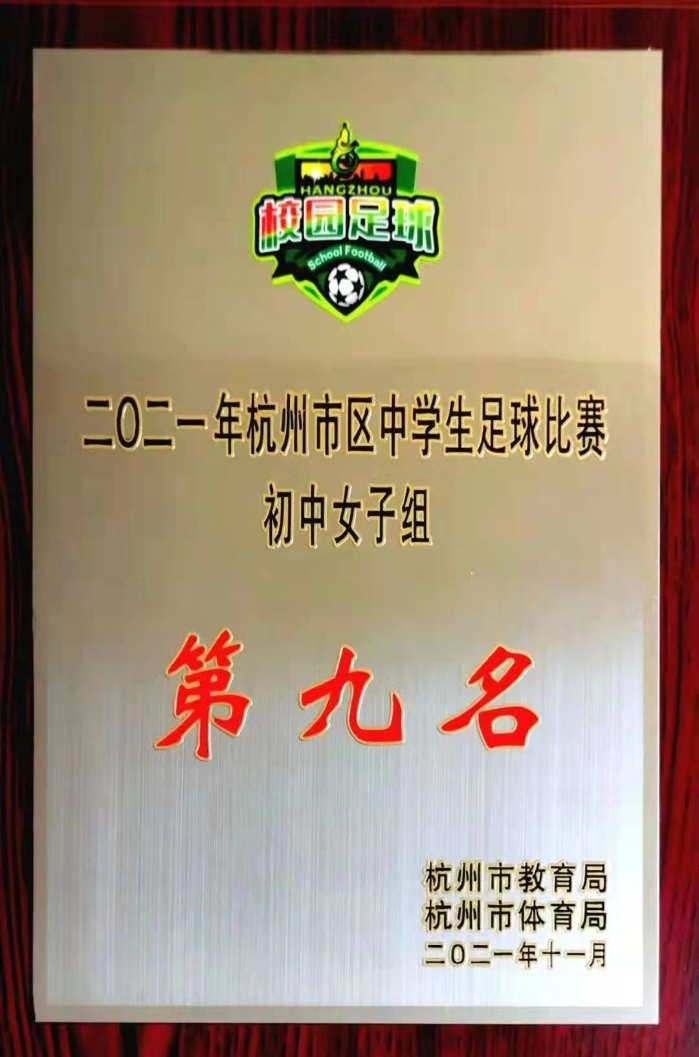 HANGZHOU
校园足球
School Football
二〇二一年杭州市区中学生足球比赛
初中女子组
第九名
杭州市教育局
杭州市体育局
二〇二一年十一月